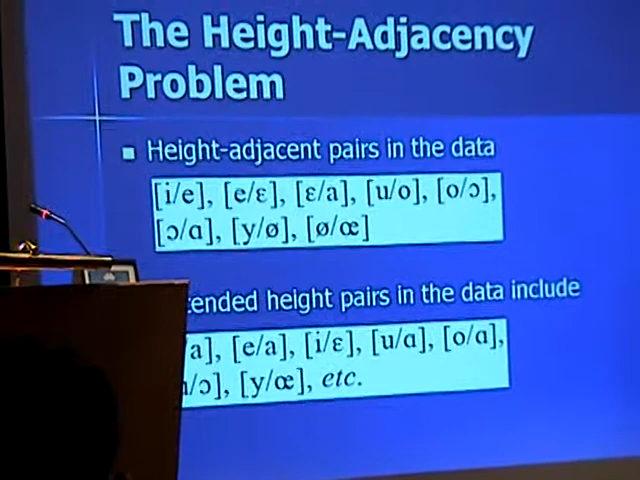 The Height-Adjacency
Problem
Height-adjacent pairs in the data
[i/e], [e/ɛ], [ɛ/a], [u/o], [o/ɔ],
[ɔ/ɑ], [y/ø], [ø/œ]
tended height pairs in the data include
a], [e/a], [i/ɛ], [u/ɑ], [o/ɑ],
/ɔ], [y/œ], etc.